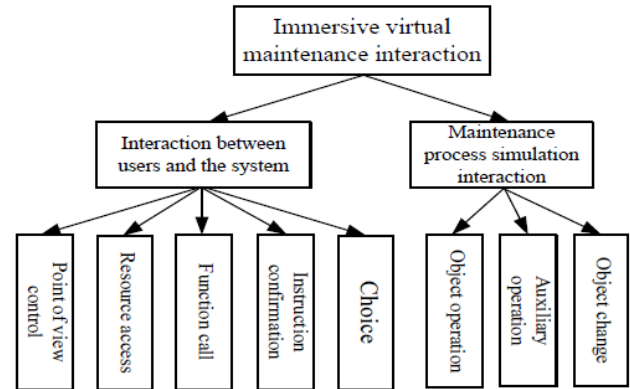 Immersive virtual
maintenance interaction
Interaction between
users and the system
Maintenance
process simulation
interaction
Point of view
control
Resource access
Function call
Instruction
confirmation
Choice
Object operation
Auxiliary
operation
Object change